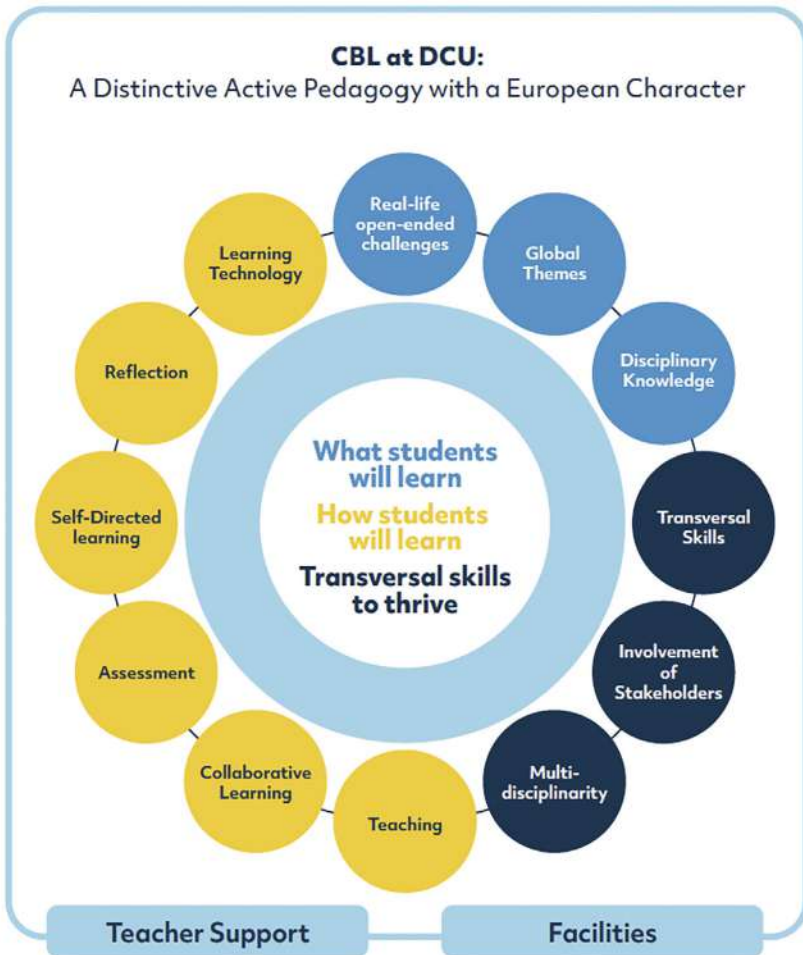 CBL at DCU:
A Distinctive Active Pedagogy with a European Character
Real-life
open-ended
challenges
Global
Themes
Disciplinary
Knowledge
Transversal
Skills
Involvement
of
Stakeholders
Multi-
disciplinarity
Teaching
Collaborative
Learning
Assessment
Self-Directed
learning
Reflection
Learning
Technology
What students
will learn
How students
will learn
Transversal skills
to thrive
Teacher Support
Facilities